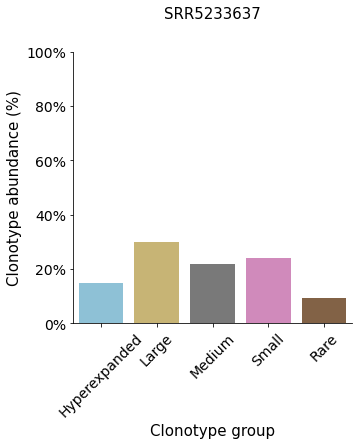 SRR5233637
Clonotype abundance (%)
100%
80%
60%
40%
20%
0%
Hyperexpanded
Large
Medium
Small
Rare
Clonotype group